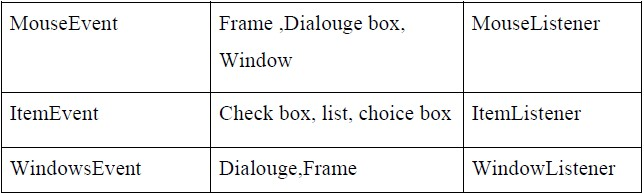 MouseEvent Frame ,Dialouge box, MouseListener
Window
ItemEvent Check box, list, choice box ItemListener
WindowsEvent Dialouge,Frame WindowListener